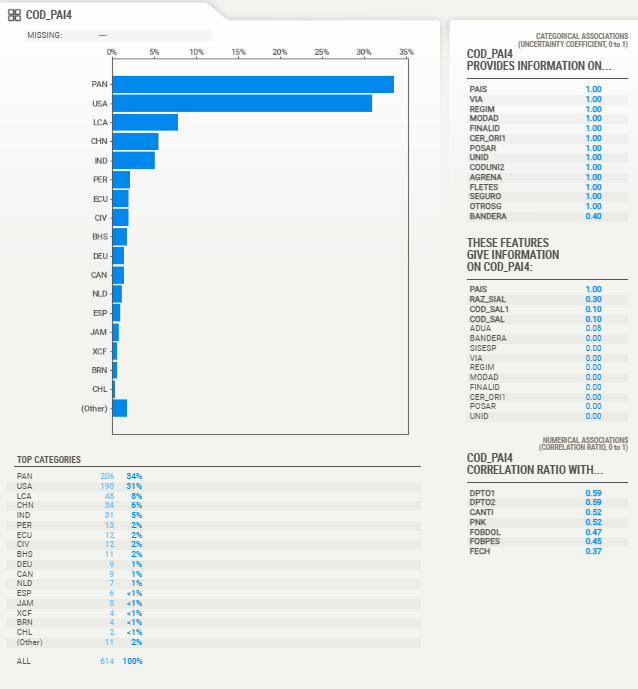 COD_PAI4
MISSING: ---
0% 5% 10% 15% 20% 25% 30% 35%
PAN
USA
LCA
CHN
IND
PER
ECU
CIV
BHS
DEU
CAN
NLD
ESP
JAM
XCF
BRN
CHL
(Other)
TOP CATEGORIES
PAN 206 34%
USA 190 31%
LCA 48 8%
CHN 34 6%
IND 31 5%
PER 13 2%
ECU 12 2%
CIV 12 2%
BHS 11 2%
DEU 9 1%
CAN 9 1%
NLD 7 1%
ESP 6 <1%
JAM 5 <1%
XCF 4 <1%
BRN 4 <1%
CHL 2 <1%
(Other) 11 2%
ALL 614 100%
CATEGORICAL ASSOCIATIONS
(UNCERTAINTY COEFFICIENT, 0 to 1)
COD_PAI4
PROVIDES INFORMATION ON...
PAIS 1.00
VIA 1.00
REGIM 1.00
MODAD 1.00
FINALID 1.00
CER_ORI1 1.00
POSAR 1.00
UNID 1.00
CODUNI2 1.00
AGRENA 1.00
FLETES 1.00
SEGURO 1.00
OTROSG 1.00
BANDERA 0.40
THESE FEATURES
GIVE INFORMATION
ON COD_PAI4:
PAIS 1.00
RAZ_SIAL 0.30
COD_SAL1 0.10
COD_SAL 0.10
ADUA 0.08
BANDERA 0.00
SISESP 0.00
VIA 0.00
REGIM 0.00
MODAD 0.00
FINALID 0.00
CER_ORI1 0.00
POSAR 0.00
UNID 0.00
NUMERICAL ASSOCIATIONS
(CORRELATION RATIO, 0 to 1)
COD_PAI4
CORRELATION RATIO WITH...
DPTO1 0.59
DPTO2 0.59
CANTI 0.52
PNK 0.52
FOBDOL 0.47
FOBPES 0.45
FECH 0.37